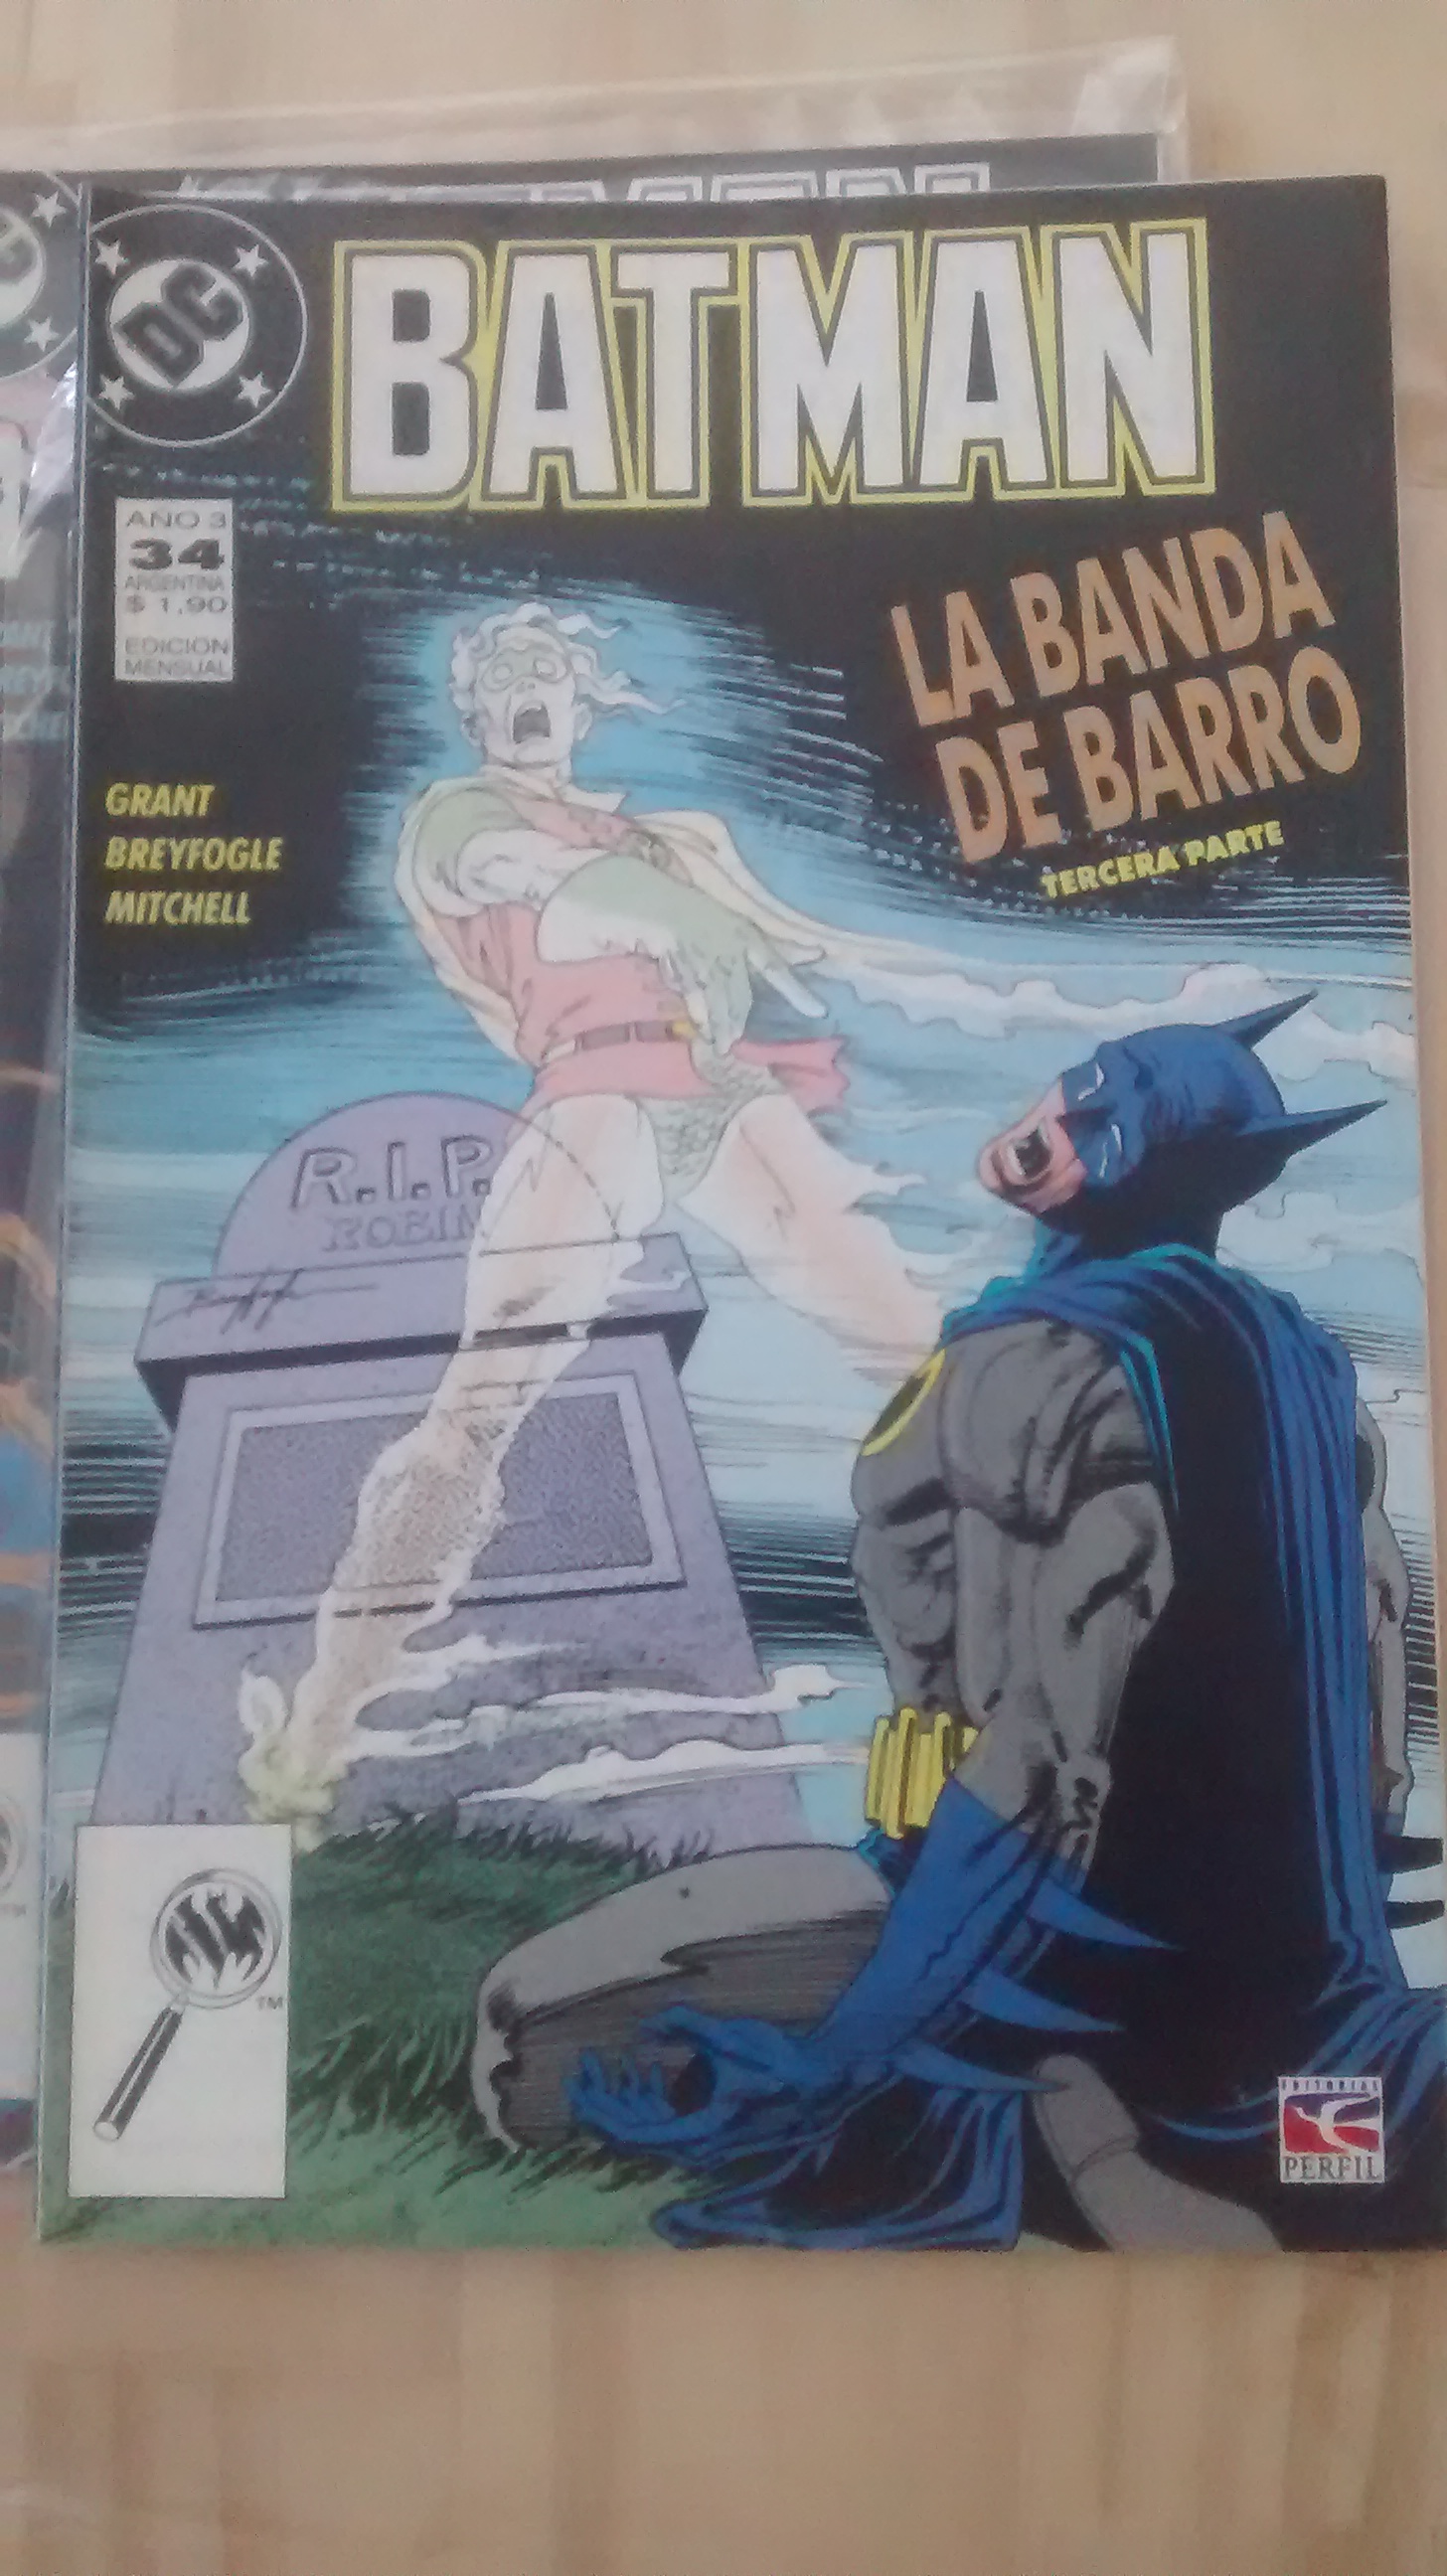 DC
BATMAN
AÑO 3
34
ARGENTINA
$ 1,90
EDICION
MENSUAL
LA BANDA
DE BARRO
TERCERA PARTE
GRANT
BREYFOGLE
MITCHELL
R.I.P.
ROBIN
Breyfogle
TM
EDITORIAL
PERFIL